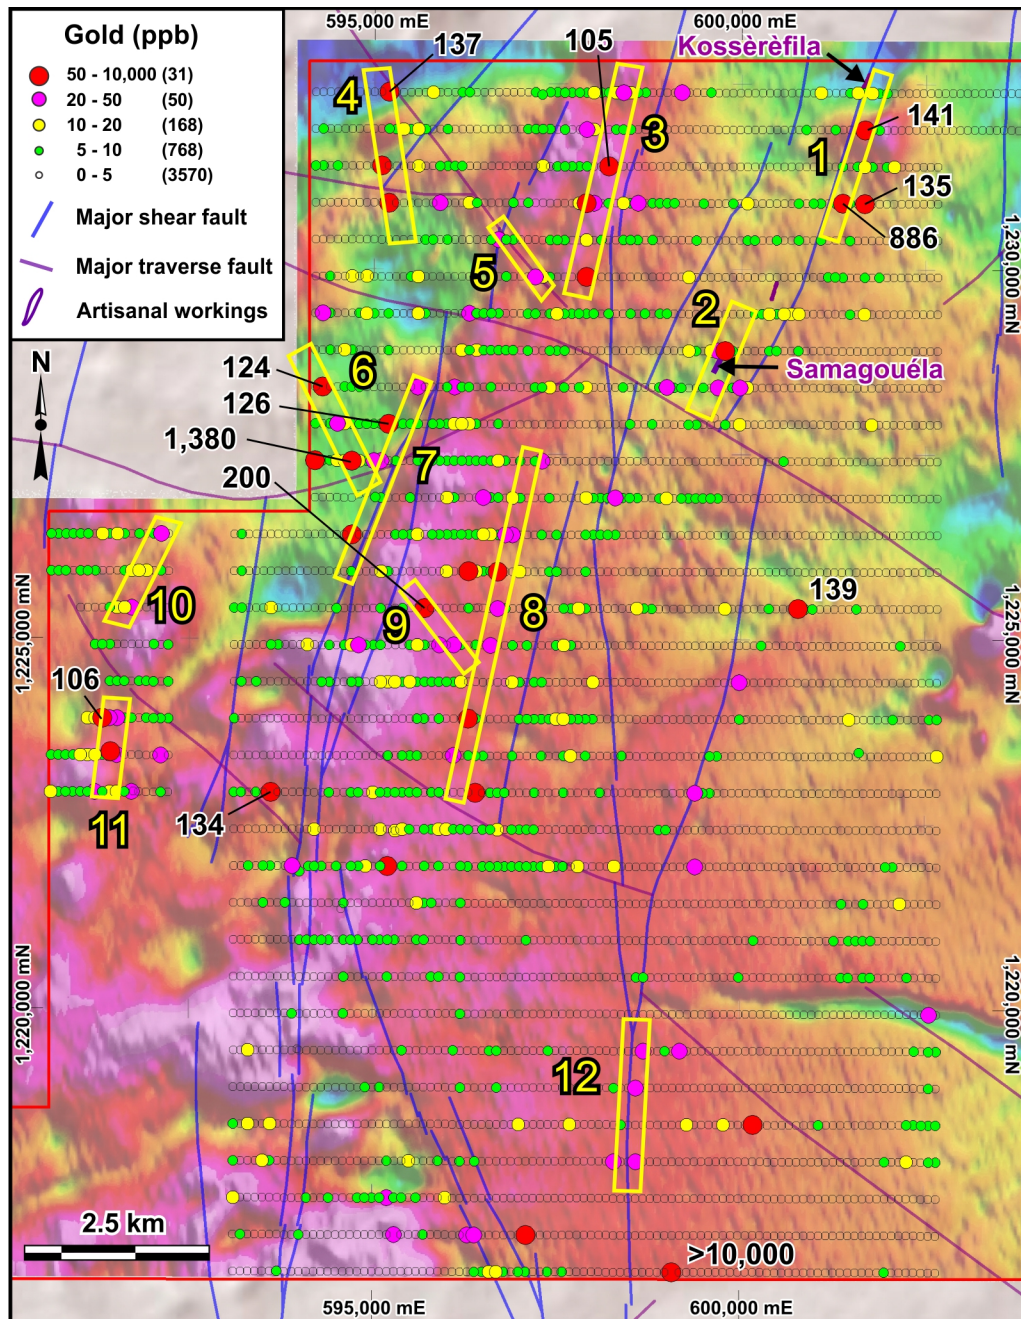 595,000 mE
600,000 mE
Gold (ppb)
50 - 10,000 (31)
20 - 50 (50)
10 - 20 (168)
5 - 10 (768)
0 - 5 (3570)
Major shear fault
Major traverse fault
Artisanal workings
N
137
105
Kossèrèfila
4
3
1
141
135
886
5
2
Samagouéla
1,230,000 mN
124
6
126
7
1,380
200
10
9
8
139
1,225,000 mN
1,225,000 mN
106
11
134
1,220,000 mN
1,220,000 mN
12
2.5 km
>10,000
595,000 mE
600,000 mE